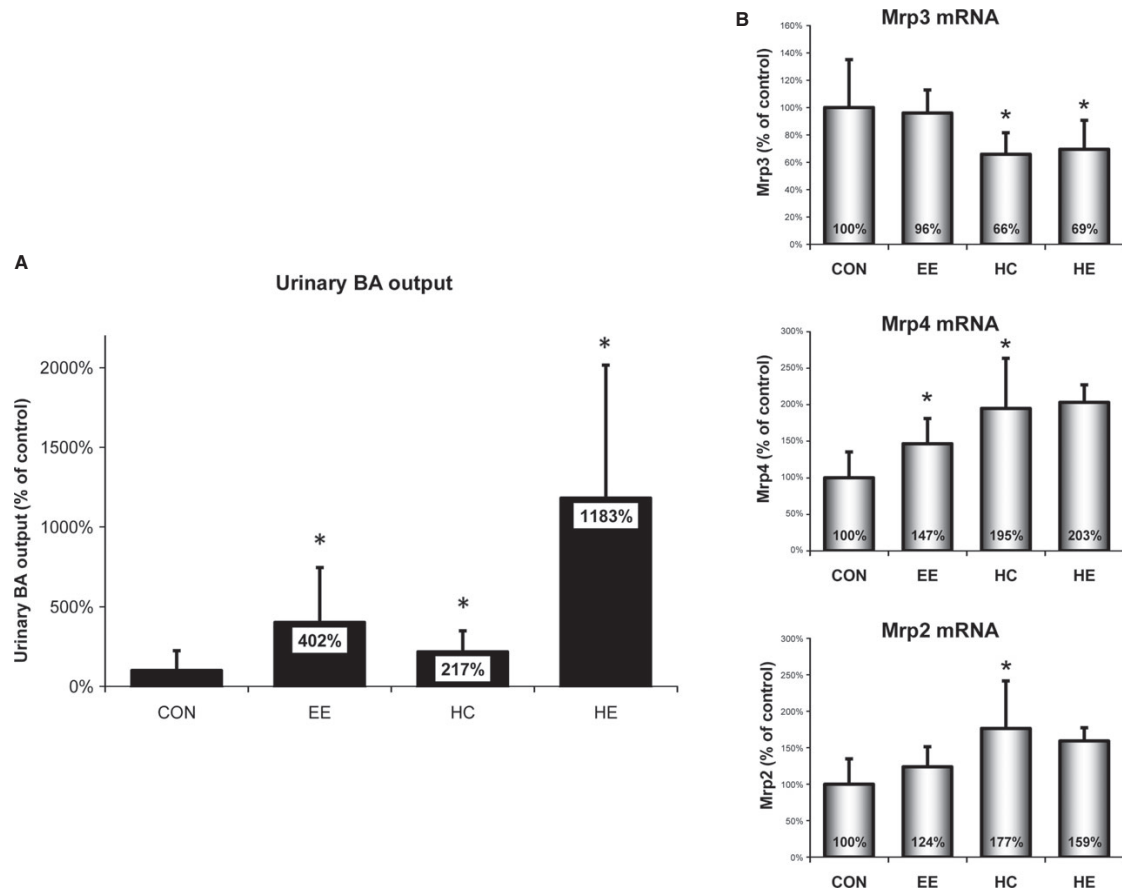 A
Urinary BA output
Urinary BA output (% of control)
2000%
1500%
1000%
500%
0%
*
*
*
402%
217%
1183%
CON EE HC HE
B
Mrp3 mRNA
Mrp3 (% of control)
160%
140%
120%
100%
80%
60%
40%
20%
0%
* *
100% 96% 66% 69%
CON EE HC HE
Mrp4 mRNA
Mrp4 (% of control)
300%
250%
200%
150%
100%
50%
0%
* *
100% 147% 195% 203%
CON EE HC HE
Mrp2 mRNA
Mrp2 (% of control)
300%
250%
200%
150%
100%
50%
0%
*
100% 124% 177% 159%
CON EE HC HE